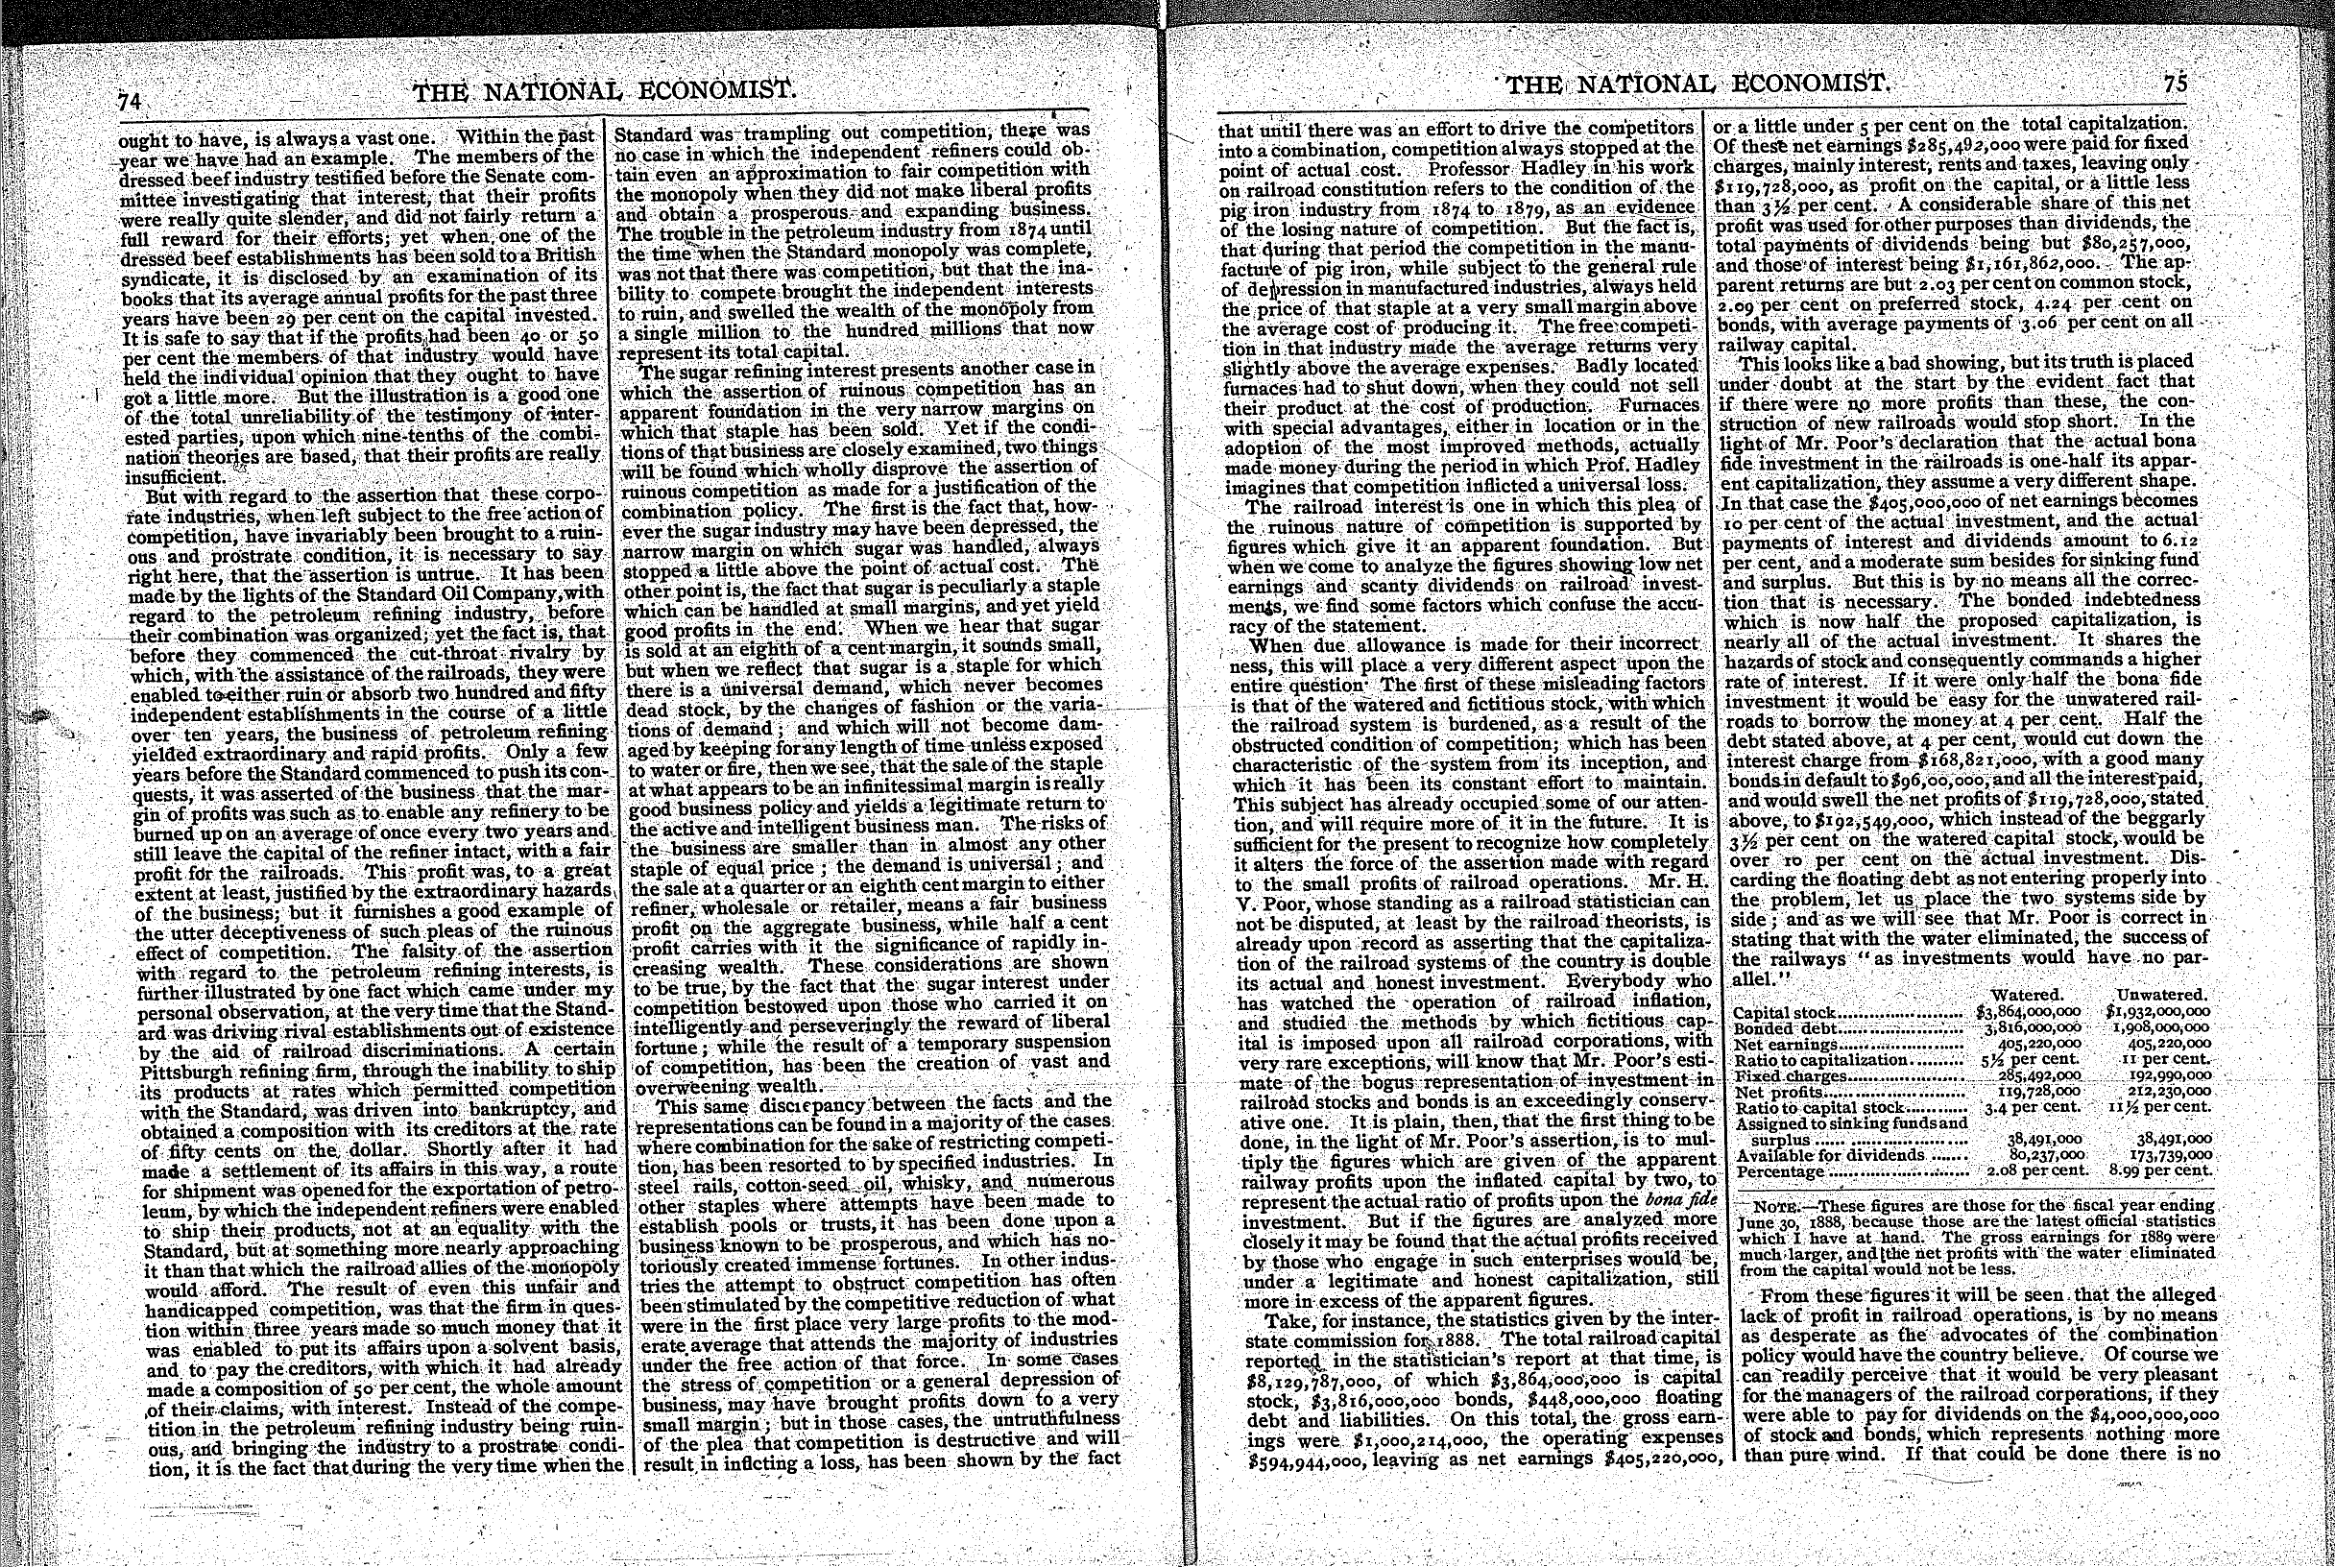 74
THE NATIONAL ECONOMIST.
ought to have, is always a vast one. Within the past
year we have had an example. The members of the
dressed beef industry testified before the Senate com-
mittee investigating that interest, that their profits
were really quite slender, and did not fairly return a
full reward for their efforts; yet when one of the
dressed beef establishments has been sold to a British
syndicate, it is disclosed by an examination of its
books that its average annual profits for the past three
years have been 29 per cent on the capital invested.
It is safe to say that if the profits had been 40 or 50
per cent the members of that industry would have
held the individual opinion that they ought to have
got a little more. But the illustration is a good one
of the total unreliability of the testimony of inter-
ested parties, upon which nine-tenths of the combi-
nation theories are based, that their profits are really
insufficient.
But with regard to the assertion that these corpo-
rate industries, when left subject to the free action of
competition, have invariably been brought to a ruin-
ous and prostrate condition, it is necessary to say
right here, that the assertion is untrue. It has been
made by the lights of the Standard Oil Company, with
regard to the petroleum refining industry, before
their combination was organized; yet the fact is, that
before they commenced the cut-throat rivalry by
which, with the assistance of the railroads, they were
enabled to either ruin or absorb two hundred and fifty
independent establishments in the course of a little
over ten years, the business of petroleum refining
yielded extraordinary and rapid profits. Only a few
years before the Standard commenced to push its con-
quests, it was asserted of the business that the mar-
gin of profits was such as to enable any refinery to be
burned up on an average of once every two years and
still leave the capital of the refiner intact, with a fair
profit for the railroads. This profit was, to a great
extent at least, justified by the extraordinary hazards
of the business; but it furnishes a good example of
the utter deceptiveness of such pleas of the ruinous
effect of competition. The falsity of the assertion
with regard to the petroleum refining interests, is
further illustrated by one fact which came under my
personal observation, at the very time that the Stand-
ard was driving rival establishments out of existence
by the aid of railroad discriminations. A certain
Pittsburgh refining firm, through the inability to ship
its products at rates which permitted competition
with the Standard, was driven into bankruptcy, and
obtained a composition with its creditors at the rate
of fifty cents on the dollar. Shortly after it had
made a settlement of its affairs in this way, a route
for shipment was opened for the exportation of petro-
leum, by which the independent refiners were enabled
to ship their products, not at an equality with the
Standard, but at something more nearly approaching
it than that which the railroad allies of the monopoly
would afford. The result of even this unfair and
handicapped competition, was that the firm in ques-
tion within three years made so much money that it
was enabled to put its affairs upon a solvent basis,
and to pay the creditors, with which it had already
made a composition of 50 per cent, the whole amount
of their claims, with interest. Instead of the compe-
tition in the petroleum refining industry being ruin-
ous, and bringing the industry to a prostrate condi-
tion, it is the fact that during the very time when the
Standard was trampling out competition, there was
no case in which the independent refiners could ob-
tain even an approximation to fair competition with
the monopoly when they did not make liberal profits
and obtain a prosperous and expanding business.
The trouble in the petroleum industry from 1874 until
the time when the Standard monopoly was complete,
was not that there was competition, but that the ina-
bility to compete brought the independent interests
to ruin, and swelled the wealth of the monopoly from
a single million to the hundred millions that now
represent its total capital.
The sugar refining interest presents another case in
which the assertion of ruinous competition has an
apparent foundation in the very narrow margins on
which that staple has been sold. Yet if the condi-
tions of that business are closely examined, two things
will be found which wholly disprove the assertion of
ruinous competition as made for a justification of the
combination policy. The first is the fact that, how-
ever the sugar industry may have been depressed, the
narrow margin on which sugar was handled, always
stopped a little above the point of actual cost. The
other point is, the fact that sugar is peculiarly a staple
which can be handled at small margins, and yet yield
good profits in the end. When we hear that sugar
is sold at an eighth of a cent margin, it sounds small,
but when we reflect that sugar is a staple for which
there is a universal demand, which never becomes
dead stock, by the changes of fashion or the varia-
tions of demand; and which will not become dam-
aged by keeping for any length of time unless exposed
to water or fire, then we see, that the sale of the staple
at what appears to be an infinitessimal margin is really
good business policy and yields a legitimate return to
the active and intelligent business man. The risks of
the business are smaller than in almost any other
staple of equal price; the demand is universal; and
the sale at a quarter or an eighth cent margin to either
refiner, wholesale or retailer, means a fair business
profit on the aggregate business, while half a cent
profit carries with it the significance of rapidly in-
creasing wealth. These considerations are shown
to be true, by the fact that the sugar interest under
competition bestowed upon those who carried it on
intelligently and perseveringly the reward of liberal
fortune; while the result of a temporary suspension
of competition, has been the creation of vast and
overweening wealth.
This same discrepancy between the facts and the
representations can be found in a majority of the cases
where combination for the sake of restricting competi-
tion, has been resorted to by specified industries. In
steel rails, cotton-seed oil, whisky, and numerous
other staples where attempts have been made to
establish pools or trusts, it has been done upon a
business known to be prosperous, and which has no-
toriously created immense fortunes. In other indus-
tries the attempt to obstruct competition has often
been stimulated by the competitive reduction of what
were in the first place very large profits to the mod-
erate average that attends the majority of industries
under the free action of that force. In some cases
the stress of competition or a general depression of
business, may have brought profits down to a very
small margin; but in those cases, the untruthfulness
of the plea that competition is destructive and will
result in inflcting a loss, has been shown by the fact
THE NATIONAL ECONOMIST.
75
that until there was an effort to drive the competitors
into a combination, competition always stopped at the
point of actual cost. Professor Hadley in his work
on railroad constitution refers to the condition of the
pig iron industry from 1874 to 1879, as an evidence
of the losing nature of competition. But the fact is,
that during that period the competition in the manu-
facture of pig iron, while subject to the general rule
of depression in manufactured industries, always held
the price of that staple at a very small margin above
the average cost of producing it. The free competi-
tion in that industry made the average returns very
slightly above the average expenses. Badly located
furnaces had to shut down, when they could not sell
their product at the cost of production. Furnaces
with special advantages, either in location or in the
adoption of the most improved methods, actually
made money during the period in which Prof. Hadley
imagines that competition inflicted a universal loss.
The railroad interest is one in which this plea of
the ruinous nature of competition is supported by
figures which give it an apparent foundation. But
when we come to analyze the figures showing low net
earnings and scanty dividends on railroad invest-
ments, we find some factors which confuse the accu-
racy of the statement.
When due allowance is made for their incorrect
ness, this will place a very different aspect upon the
entire question The first of these misleading factors
is that of the watered and fictitious stock, with which
the railroad system is burdened, as a result of the
obstructed condition of competition; which has been
characteristic of the system from its inception, and
which it has been its constant effort to maintain.
This subject has already occupied some of our atten-
tion, and will require more of it in the future. It is
sufficient for the present to recognize how completely
it alters the force of the assertion made with regard
to the small profits of railroad operations. Mr. H.
V. Poor, whose standing as a railroad statistician can
not be disputed, at least by the railroad theorists, is
already upon record as asserting that the capitaliza-
tion of the railroad systems of the country is double
its actual and honest investment. Everybody who
has watched the operation of railroad inflation,
and studied the methods by which fictitious cap-
ital is imposed upon all railroad corporations, with
very rare exceptions, will know that Mr. Poor's esti-
mate of the bogus representation of investment in
railroad stocks and bonds is an exceedingly conserv-
ative one. It is plain, then, that the first thing to be
done, in the light of Mr. Poor's assertion, is to mul-
tiply the figures which are given of the apparent
railway profits upon the inflated capital by two, to
represent the actual ratio of profits upon the bona fide
investment. But if the figures are analyzed more
closely it may be found that the actual profits received
by those who engage in such enterprises would be,
under a legitimate and honest capitalization, still
more in excess of the apparent figures.
Take, for instance, the statistics given by the inter-
state commission for 1888. The total railroad capital
reported in the statistician's report at that time, is
$8,129,787,000, of which $3,864,000,000 is capital
stock, $3,816,000,000 bonds, $448,000,000 floating
debt and liabilities. On this total, the gross earn-
ings were $1,000,214,000, the operating expenses
$594,944,000, leaving as net earnings $405,220,000,
or a little under 5 per cent on the total capitalzation.
Of these net earnings $285,492,000 were paid for fixed
charges, mainly interest, rents and taxes, leaving only
$119,728,000, as profit on the capital, or a little less
than 3½ per cent. A considerable share of this net
profit was used for other purposes than dividends, the
total payments of dividends being but $80,257,000,
and those of interest being $1,161,862,000. The ap-
parent returns are but 2.03 per cent on common stock,
2.09 per cent on preferred stock, 4.24 per cent on
bonds, with average payments of 3.06 per cent on all
railway capital.
This looks like a bad showing, but its truth is placed
under doubt at the start by the evident fact that
if there were no more profits than these, the con-
struction of new railroads would stop short. In the
light of Mr. Poor's declaration that the actual bona
fide investment in the railroads is one-half its appar-
ent capitalization, they assume a very different shape.
In that case the $405,000,000 of net earnings becomes
10 per cent of the actual investment, and the actual
payments of interest and dividends amount to 6.12
per cent, and a moderate sum besides for sinking fund
and surplus. But this is by no means all the correc-
tion that is necessary. The bonded indebtedness
which is now half the proposed capitalization, is
nearly all of the actual investment. It shares the
hazards of stock and consequently commands a higher
rate of interest. If it were only half the bona fide
investment it would be easy for the unwatered rail-
roads to borrow the money at 4 per cent. Half the
debt stated above, at 4 per cent, would cut down the
interest charge from $168,821,000, with a good many
bonds in default to $96,00,000, and all the interest paid,
and would swell the net profits of $119,728,000, stated
above, to $192,549,000, which instead of the beggarly
3½ per cent on the watered capital stock, would be
over 10 per cent on the actual investment. Dis-
carding the floating debt as not entering properly into
the problem, let us place the two systems side by
side; and as we will see that Mr. Poor is correct in
stating that with the water eliminated, the success of
the railways "as investments would have no par-
allel."
Watered. Unwatered.
Capital stock........................ $3,864,000,000 $1,932,000,000
Bonded debt........................ 3,816,000,000 1,908,000,000
Net earnings........................ 405,220,000 405,220,000
Ratio to capitalization.......... 5½ per cent. 11 per cent.
Fixed charges...................... 285,492,000 192,990,000
Net profits.......................... 119,728,000 212,230,000
Ratio to capital stock............ 3.4 per cent. 11½ per cent.
Assigned to sinking funds and
surplus ............................ 38,491,000 38,491,000
Available for dividends ....... 80,237,000 173,739,000
Percentage .......................... 2.08 per cent. 8.99 per cent.
NOTE.—These figures are those for the fiscal year ending
June 30, 1888, because those are the latest official statistics
which I have at hand. The gross earnings for 1889 were
much larger, and the net profits with the water eliminated
from the capital would not be less.
From these figures it will be seen that the alleged
lack of profit in railroad operations, is by no means
as desperate as the advocates of the combination
policy would have the country believe. Of course we
can readily perceive that it would be very pleasant
for the managers of the railroad corporations, if they
were able to pay for dividends on the $4,000,000,000
of stock and bonds, which represents nothing more
than pure wind. If that could be done there is no